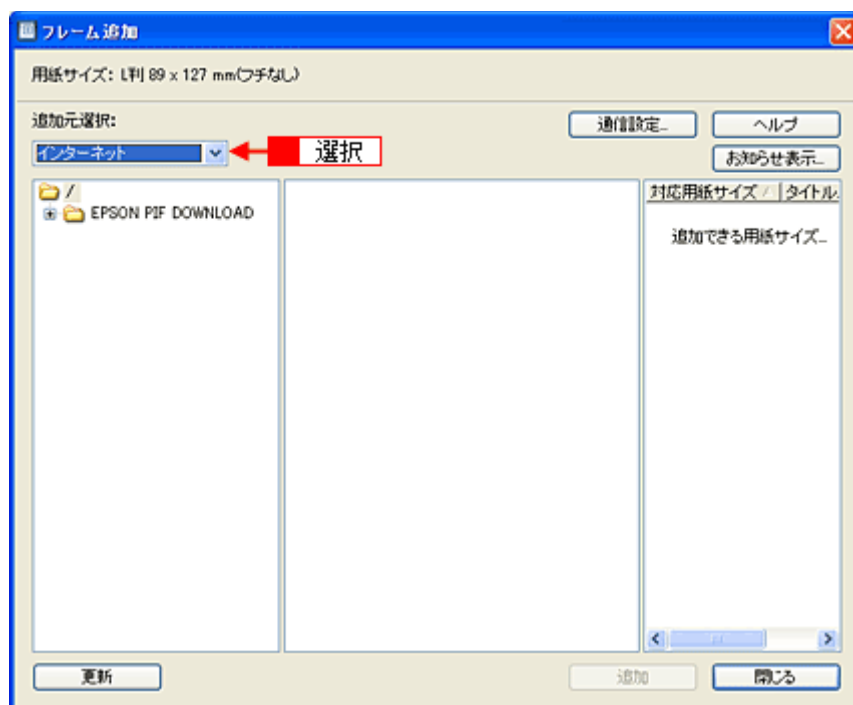 フレーム追加
用紙サイズ: L判 89 x 127 mm(フチなし)
追加元選択:
通信設定...
ヘルプ
インターネット
選択
お知らせ表示...
/
EPSON PIF DOWNLOAD
対応用紙サイズ
タイトル
追加できる用紙サイズ...
更新
追加
閉じる